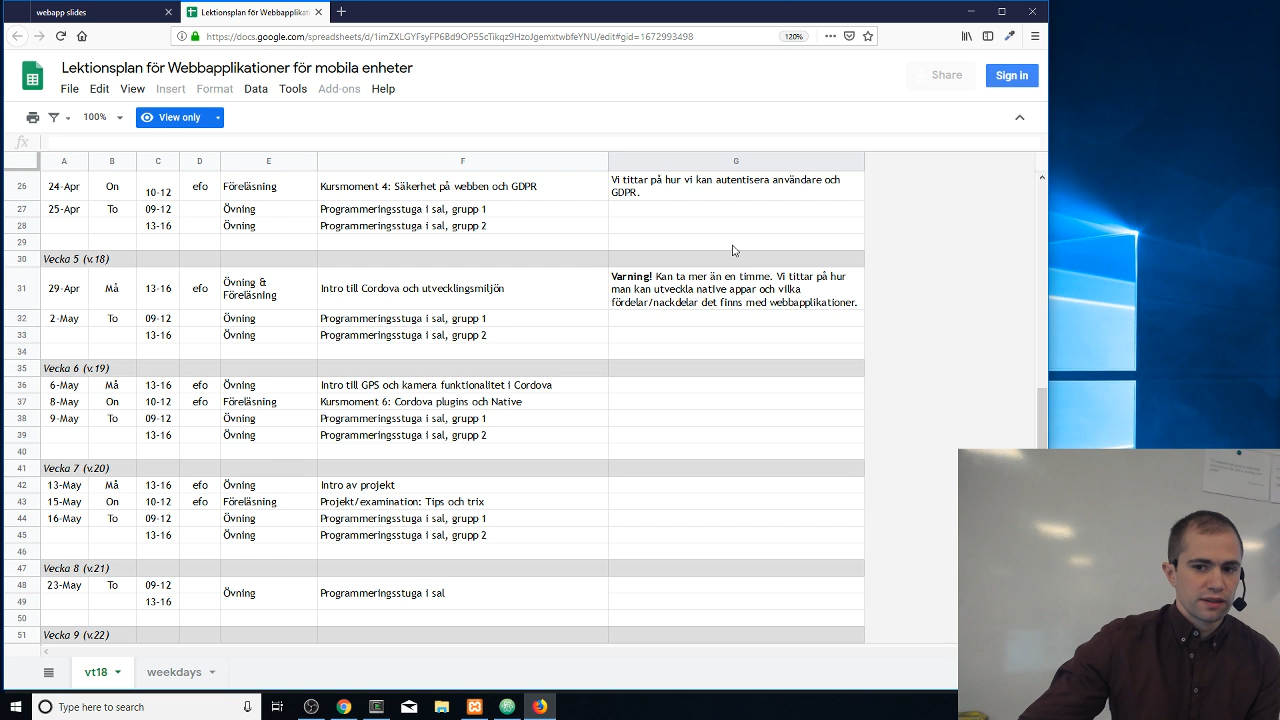 webapp slides
Lektionsplan för Webbapplikat
https://docs.google.com/spreadsheets/d/1imZXLGYFsyFP6Bd9OP55cTikqz9HzoJgemxtwbfeYNU/edit#gid=1672993498
120%
Lektionsplan för Webbapplikationer för mobila enheter
File Edit View Insert Format Data Tools Add-ons Help
Share
Sign in
100%
View only
fx
A B C D E F G
26 24-Apr On 10-12 efo Föreläsning Kursmoment 4: Säkerhet på webben och GDPR Vi tittar på hur vi kan autentisera användare och
GDPR.
27 25-Apr To 09-12 Övning Programmeringsstuga i sal, grupp 1
28 13-16 Övning Programmeringsstuga i sal, grupp 2
29
30 Vecka 5 (v.18)
31 29-Apr Må 13-16 efo Övning & Föreläsning Intro till Cordova och utvecklingsmiljön Varning! Kan ta mer än en timme. Vi tittar på hur
man kan utveckla native appar och vilka
fördelar/nackdelar det finns med webbapplikationer.
32 2-May To 09-12 Övning Programmeringsstuga i sal, grupp 1
33 13-16 Övning Programmeringsstuga i sal, grupp 2
34
35 Vecka 6 (v.19)
36 6-May Må 13-16 efo Övning Intro till GPS och kamera funktionalitet i Cordova
37 8-May On 10-12 efo Föreläsning Kursmoment 6: Cordova plugins och Native
38 9-May To 09-12 Övning Programmeringsstuga i sal, grupp 1
39 13-16 Övning Programmeringsstuga i sal, grupp 2
40
41 Vecka 7 (v.20)
42 13-May Må 13-16 efo Övning Intro av projekt
43 15-May On 10-12 efo Föreläsning Projekt/examination: Tips och trix
44 16-May To 09-12 Övning Programmeringsstuga i sal, grupp 1
45 13-16 Övning Programmeringsstuga i sal, grupp 2
46
47 Vecka 8 (v.21)
48 23-May To 09-12 Övning Programmeringsstuga i sal
49 13-16
50
51 Vecka 9 (v.22)
vt18 weekdays
Type here to search